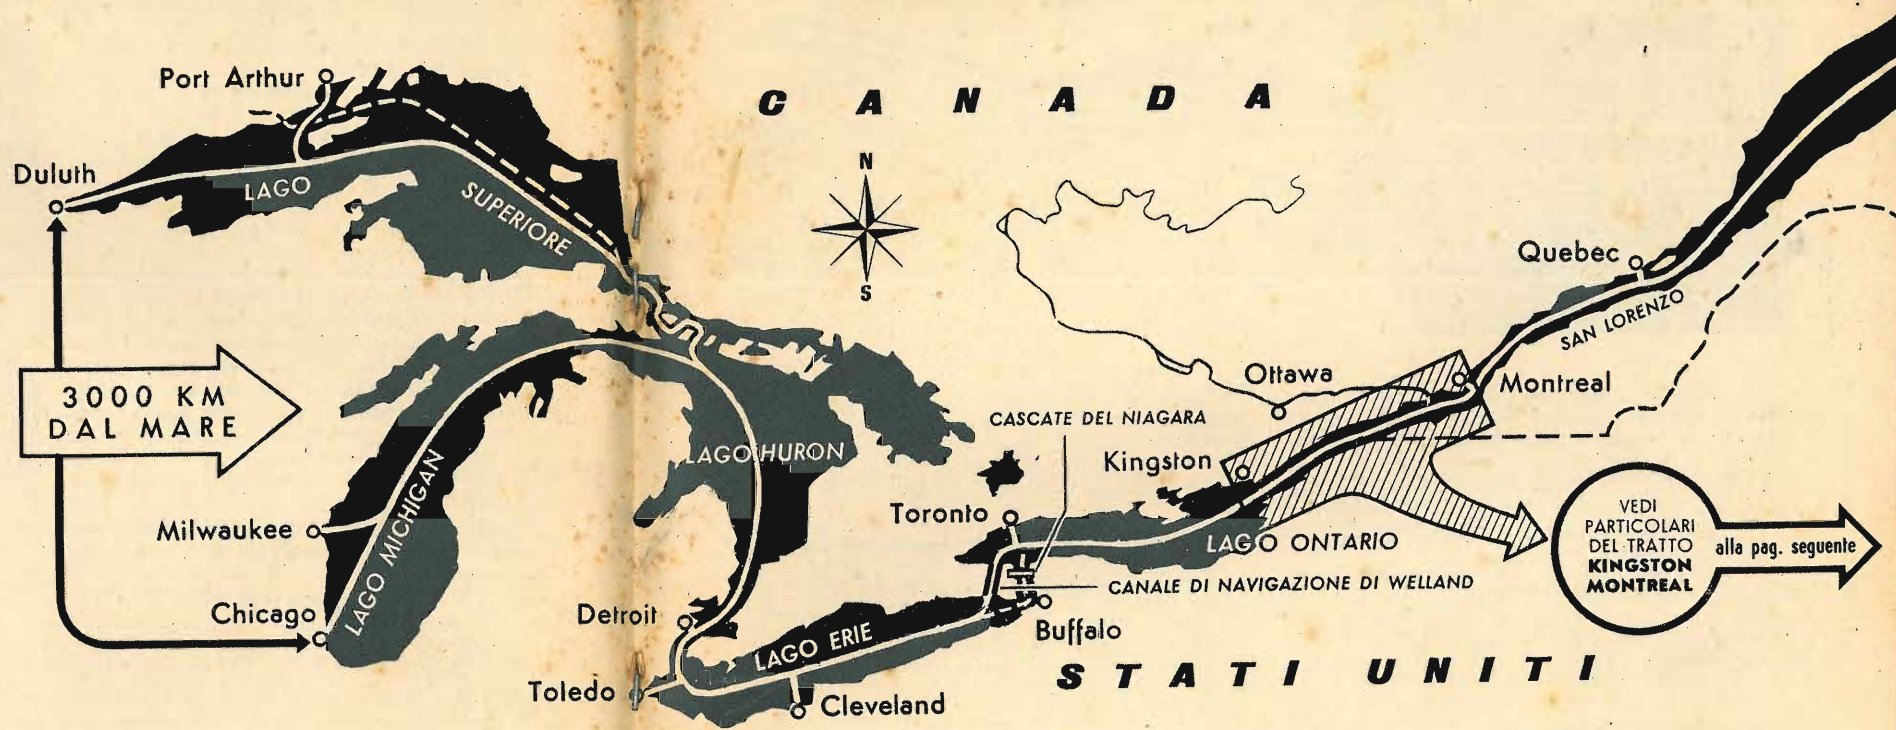 Port Arthur
CANADA
Duluth
LAGO
SUPERIORE
N
S
Quebec
SAN LORENZO
3000 KM
DAL MARE
Ottawa
Montreal
CASCATE DEL NIAGARA
LAGO HURON
Kingston
LAGO MICHIGAN
Milwaukee
Toronto
LAGO ONTARIO
VEDI
PARTICOLARI
DEL TRATTO
KINGSTON
MONTREAL
alla pag. seguente
CANALE DI NAVIGAZIONE DI WELLAND
Chicago
Detroit
LAGO ERIE
Buffalo
STATI UNITI
Toledo
Cleveland